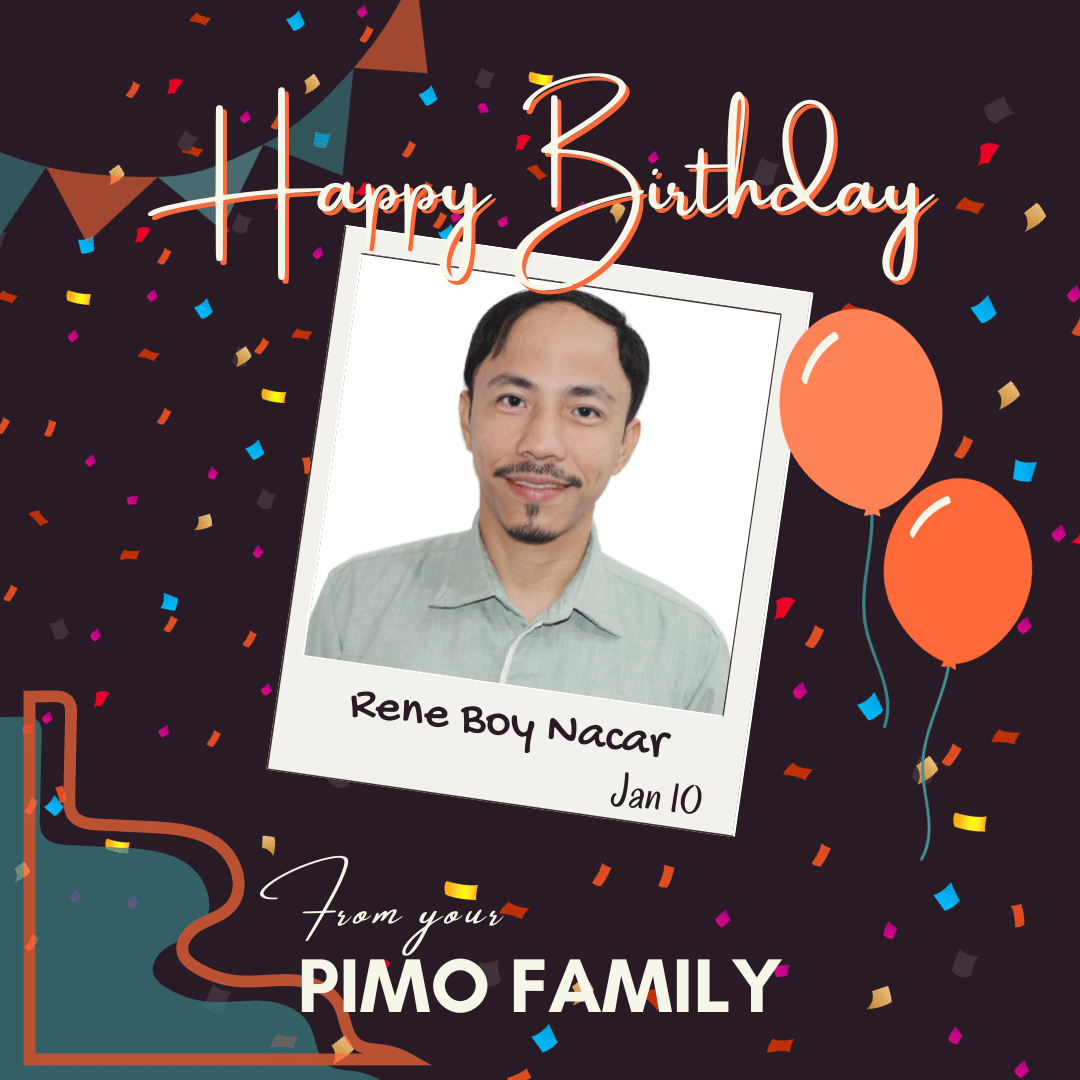 Happy Birthday
Rene Boy Nacar
Jan 10
From your
PIMO FAMILY